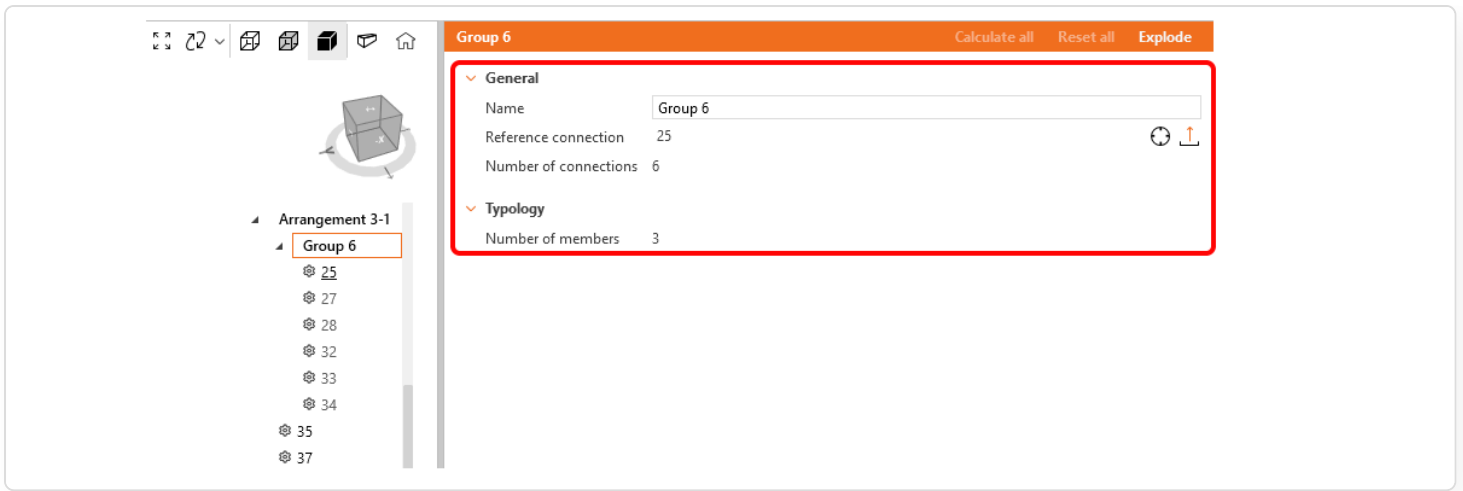 Group 6 Calculate all Reset all Explode
General
Name Group 6
Reference connection 25
Number of connections 6
Typology
Number of members 3
Arrangement 3-1
Group 6
25
27
28
32
33
34
35
37